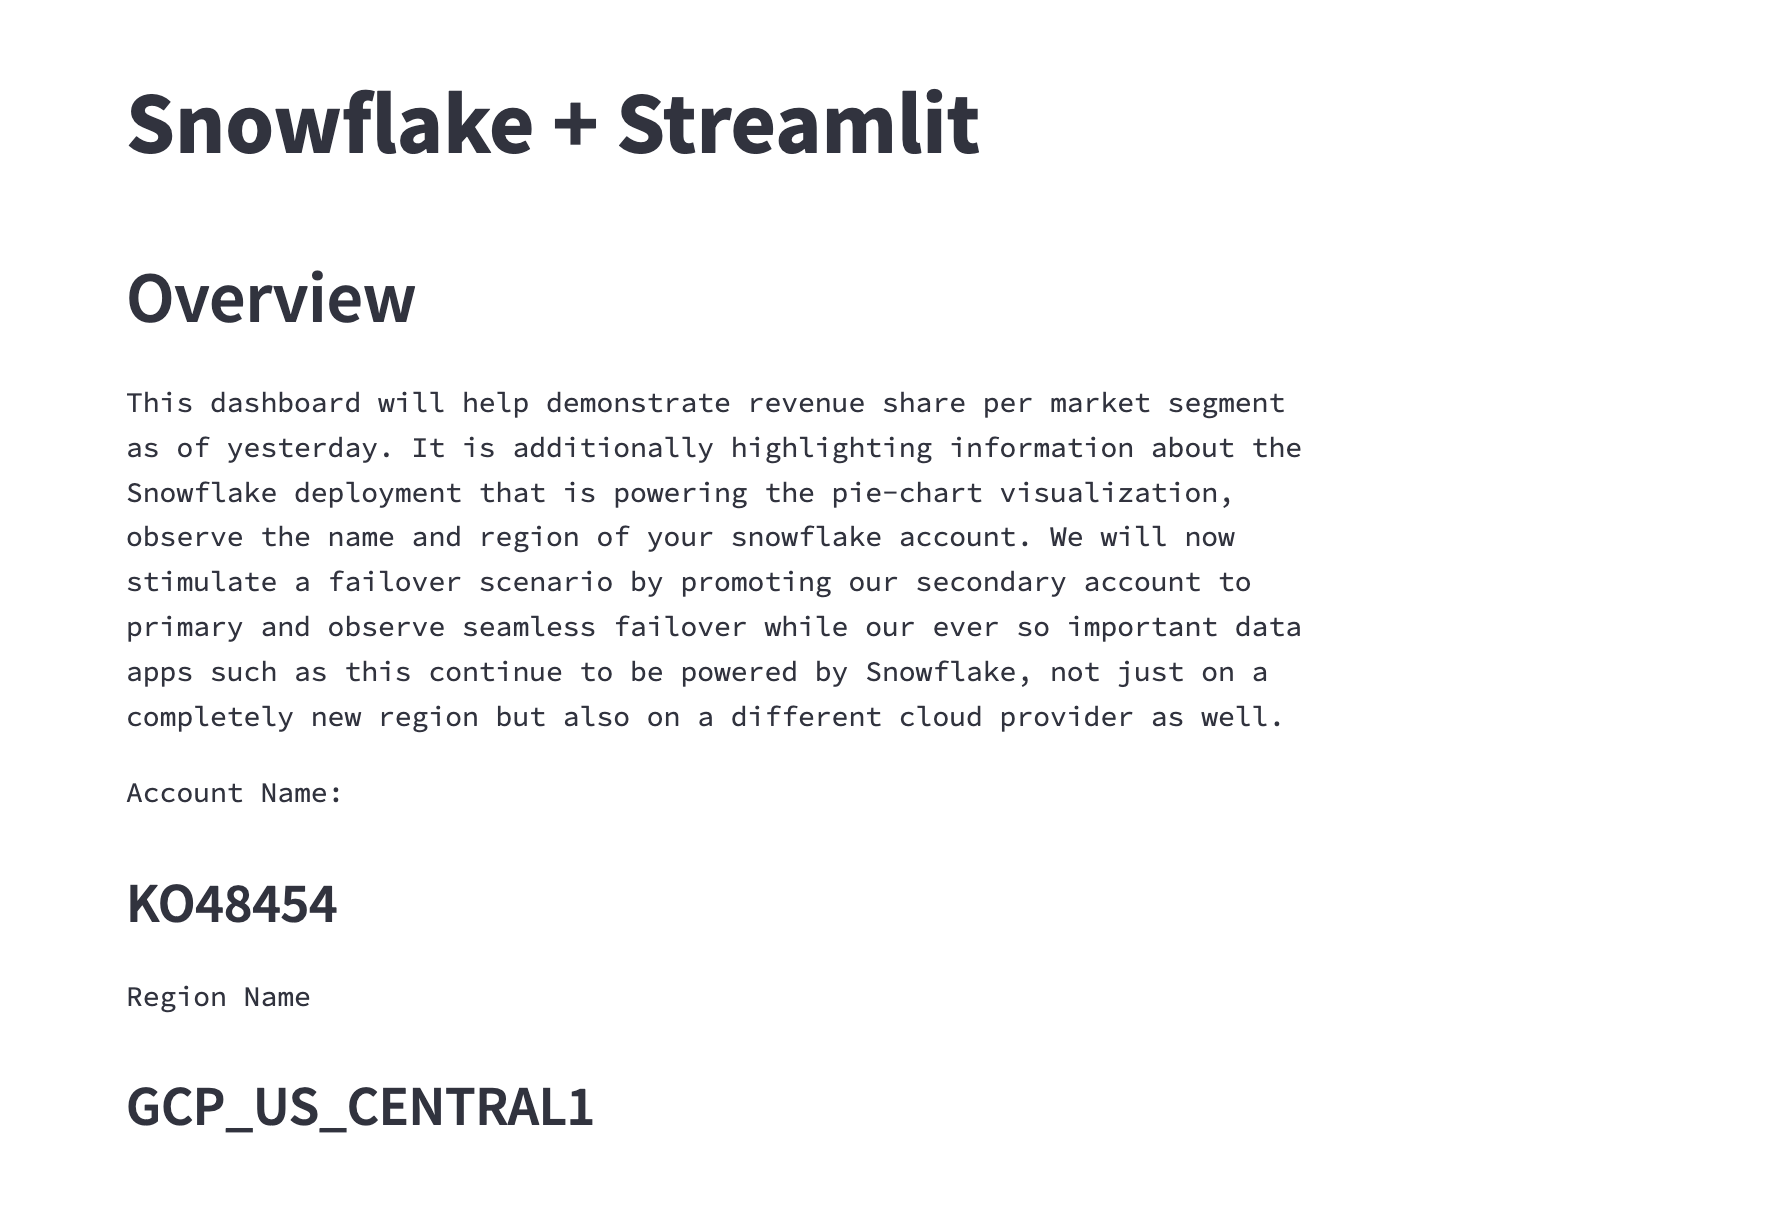 Snowflake + Streamlit
Overview
This dashboard will help demonstrate revenue share per market segment
as of yesterday. It is additionally highlighting information about the
Snowflake deployment that is powering the pie-chart visualization,
observe the name and region of your snowflake account. We will now
stimulate a failover scenario by promoting our secondary account to
primary and observe seamless failover while our ever so important data
apps such as this continue to be powered by Snowflake, not just on a
completely new region but also on a different cloud provider as well.
Account Name:
KO48454
Region Name
GCP_US_CENTRAL1